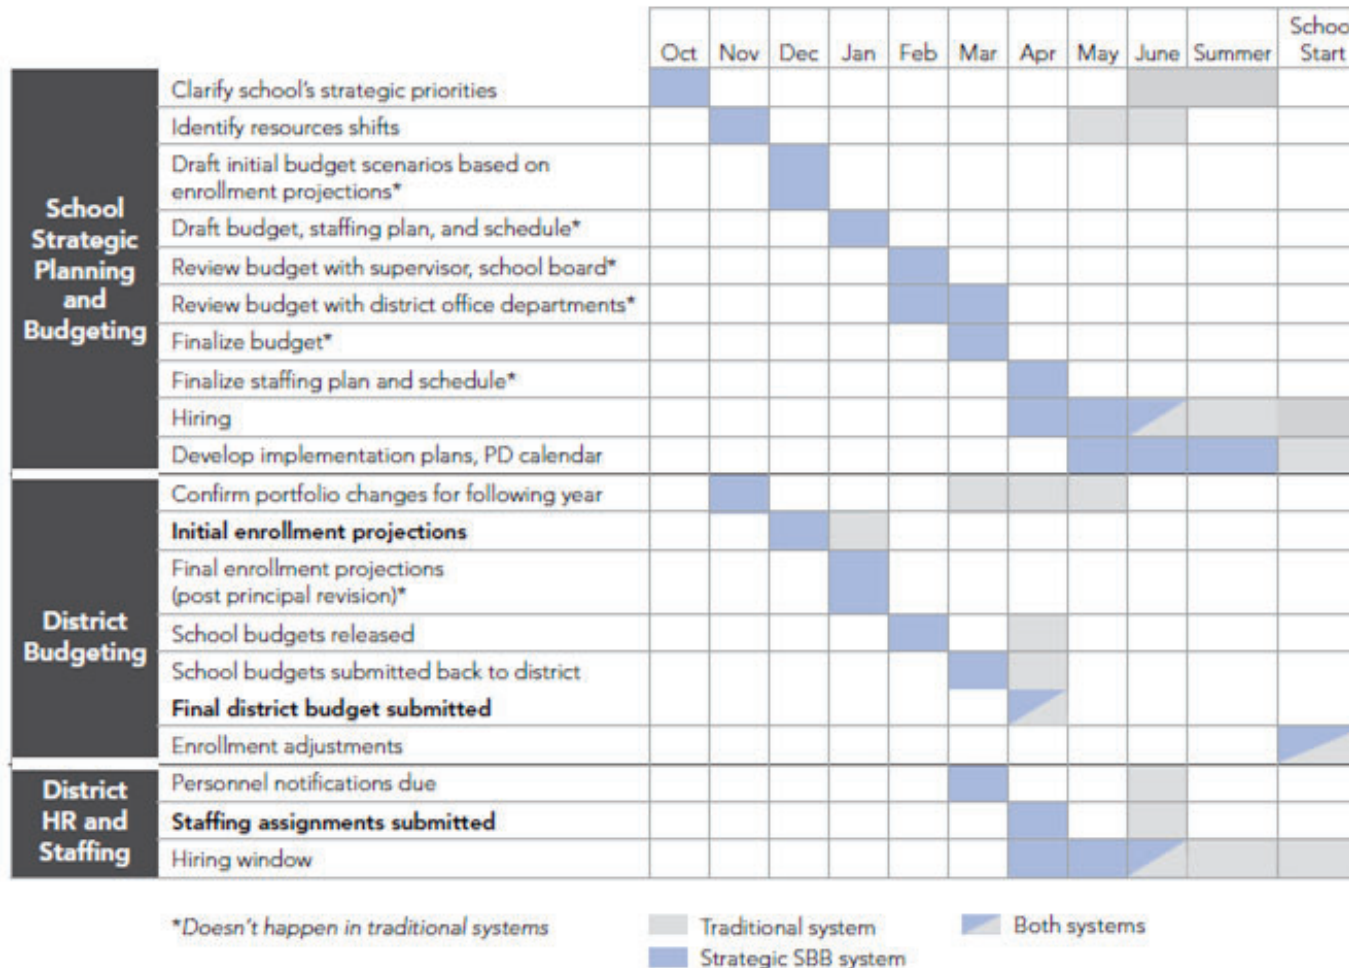 Oct Nov Dec Jan Feb Mar Apr May June Summer
Schoo
Start
School
Strategic
Planning
and
Budgeting
Clarify school's strategic priorities
Identify resources shifts
Draft initial budget scenarios based on
enrollment projections*
Draft budget, staffing plan, and schedule*
Review budget with supervisor, school board*
Review budget with district office departments*
Finalize budget*
Finalize staffing plan and schedule*
Hiring
Develop implementation plans, PD calendar
District
Budgeting
Confirm portfolio changes for following year
Initial enrollment projections
Final enrollment projections
(post principal revision)*
School budgets released
School budgets submitted back to district
Final district budget submitted
Enrollment adjustments
District
HR and
Staffing
Personnel notifications due
Staffing assignments submitted
Hiring window
*Doesn't happen in traditional systems
Traditional system
Both systems
Strategic SBB system